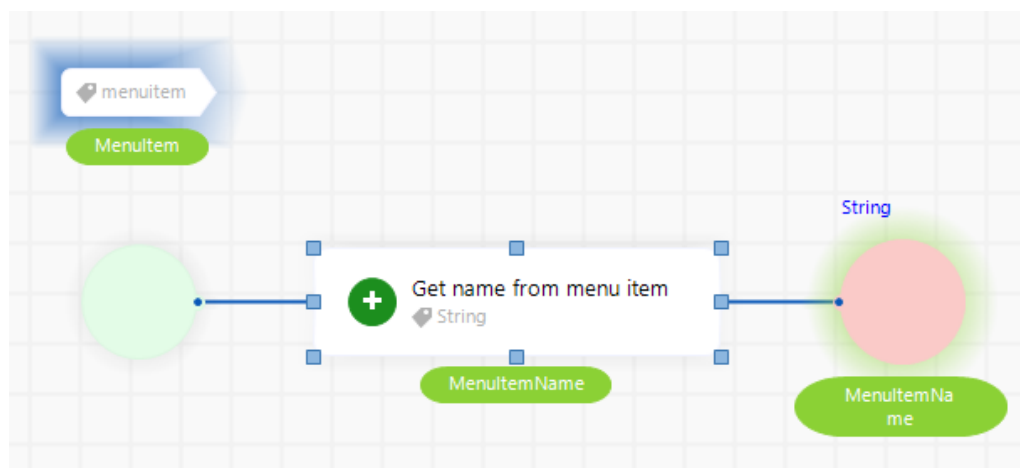 menuitem
MenuItem
String
Get name from menu item
String
MenuItemName
MenuItemNa
me